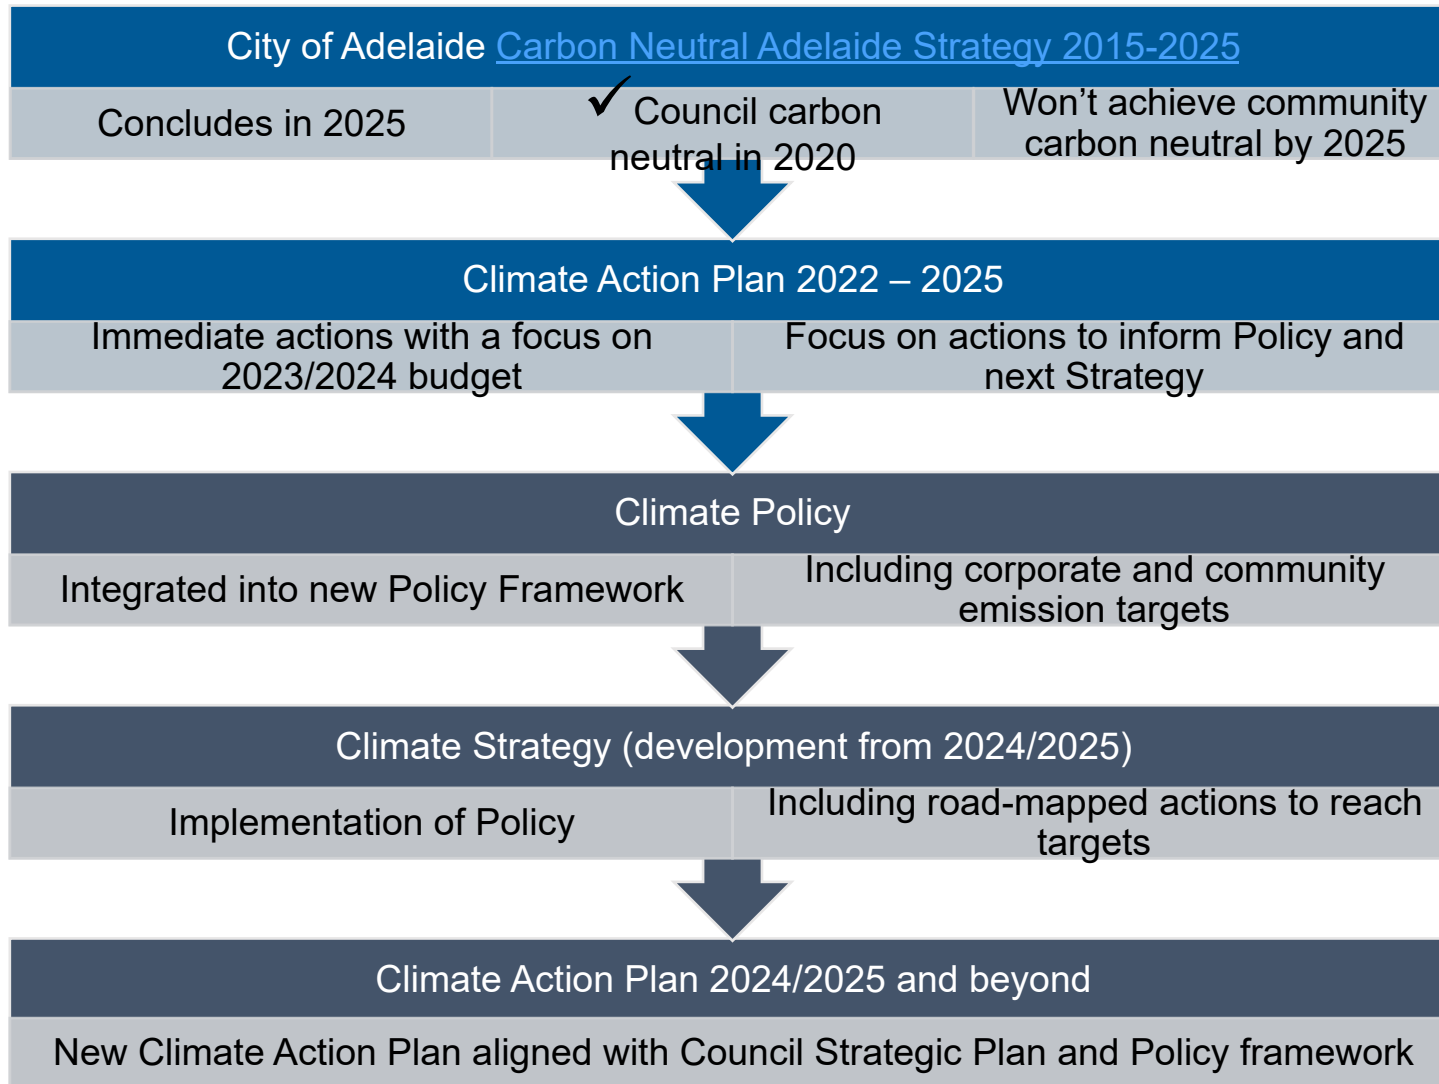 City of Adelaide Carbon Neutral Adelaide Strategy 2015-2025
Concludes in 2025
✓ Council carbon
neutral in 2020
Won’t achieve community
carbon neutral by 2025
Climate Action Plan 2022 – 2025
Immediate actions with a focus on
2023/2024 budget
Focus on actions to inform Policy and
next Strategy
Climate Policy
Integrated into new Policy Framework
Including corporate and community
emission targets
Climate Strategy (development from 2024/2025)
Implementation of Policy
Including road-mapped actions to reach
targets
Climate Action Plan 2024/2025 and beyond
New Climate Action Plan aligned with Council Strategic Plan and Policy framework